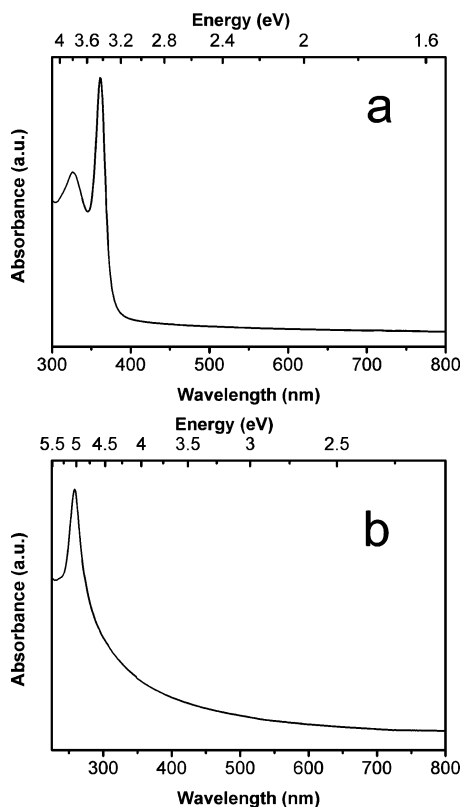 Energy (eV)
4 3.6 3.2 2.8 2.4 2 1.6
a
Absorbance (a.u.)
300 400 500 600 700 800
Wavelength (nm)
Energy (eV)
5.5 5 4.5 4 3.5 3 2.5
b
Absorbance (a.u.)
300 400 500 600 700 800
Wavelength (nm)